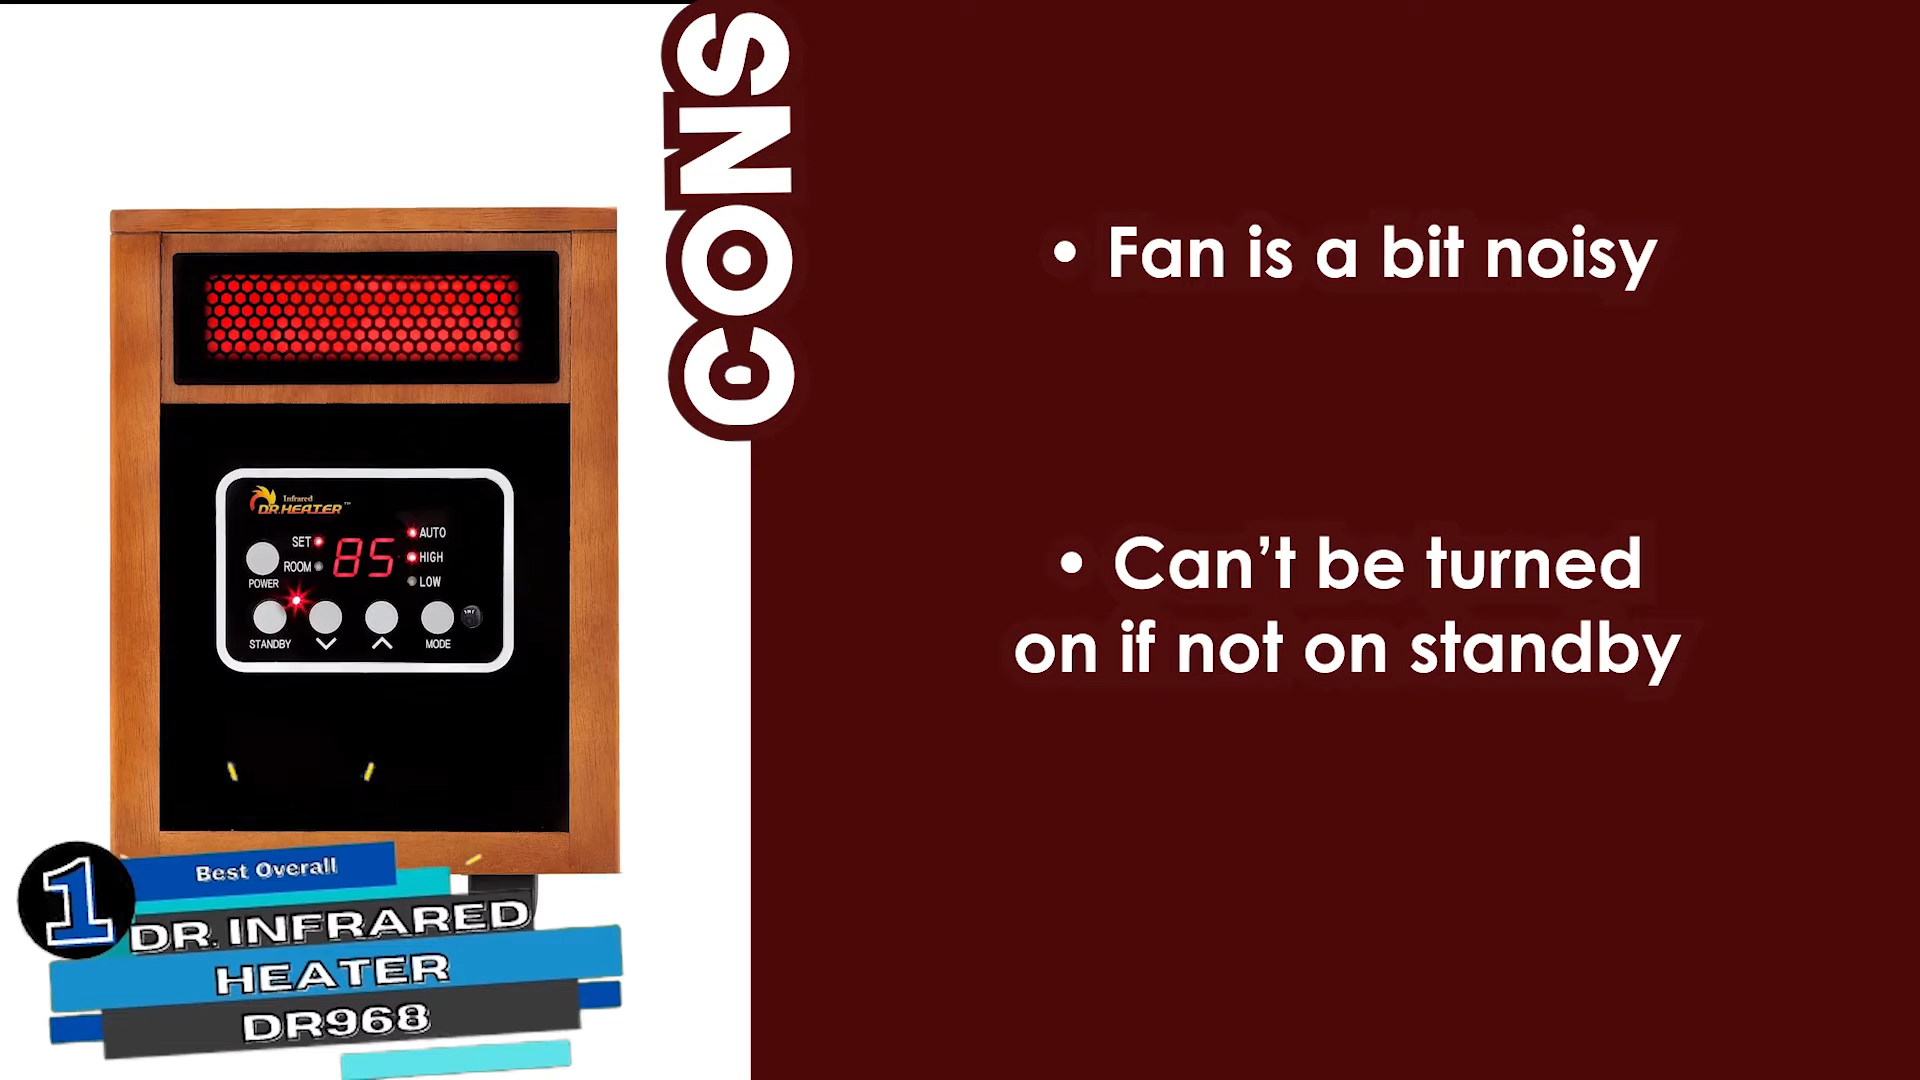 CONS
• Fan is a bit noisy
• Can’t be turned
on if not on standby
Infrared
DR.HEATER™
SET
85
AUTO
ROOM
HIGH
POWER
LOW
STANDBY
MODE
1
Best Overall
DR. INFRARED
HEATER
DR968